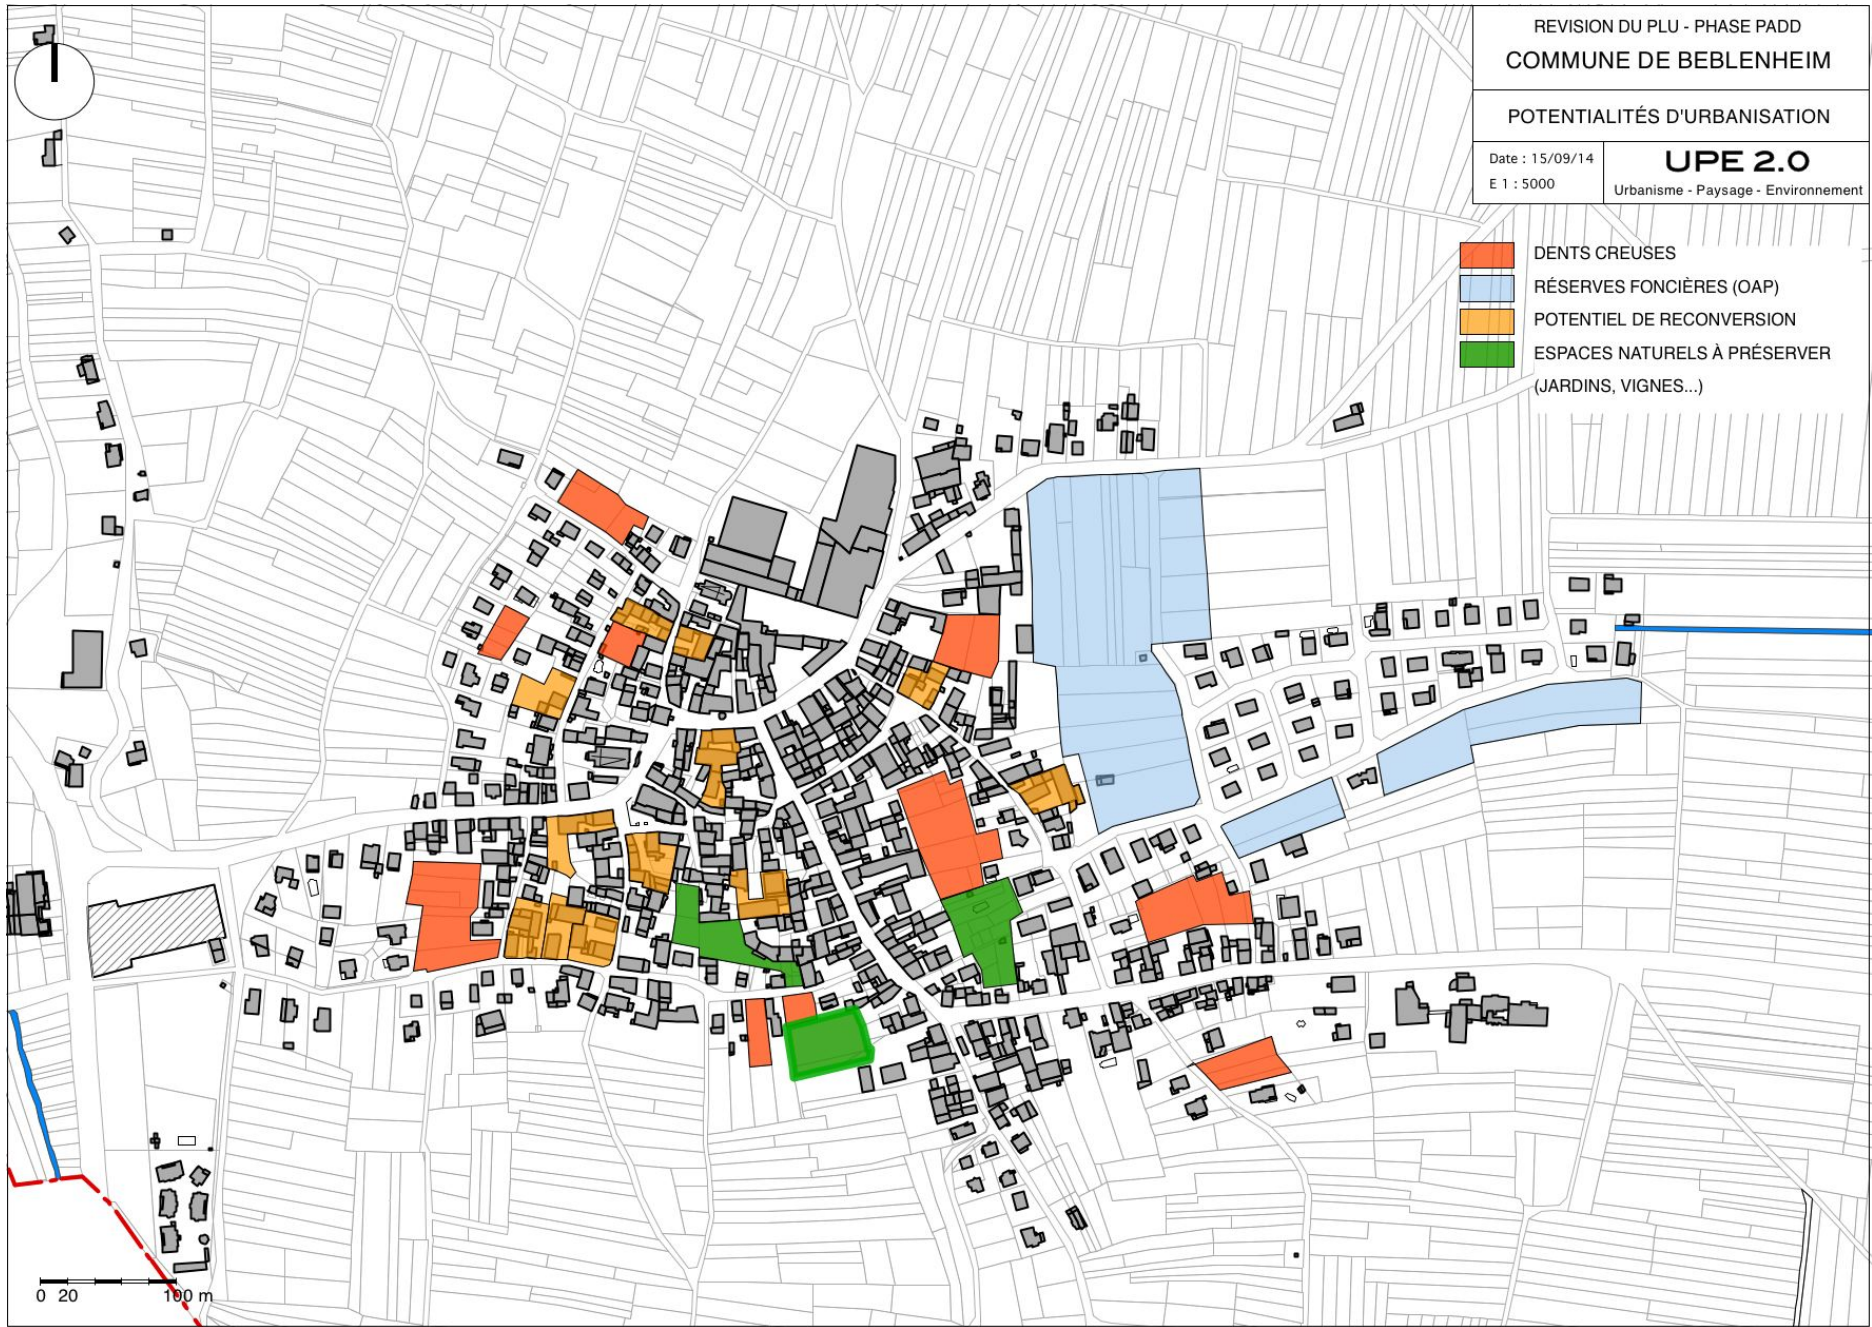 REVISION DU PLU - PHASE PADD
COMMUNE DE BEBLENHEIM
POTENTIALITÉS D'URBANISATION
Date : 15/09/14
E 1 : 5000
UPE 2.0
Urbanisme - Paysage - Environnement
DENTS CREUSES
RÉSERVES FONCIÈRES (OAP)
POTENTIEL DE RECONVERSION
ESPACES NATURELS À PRÉSERVER
(JARDINS, VIGNES...)
0 20 100 m